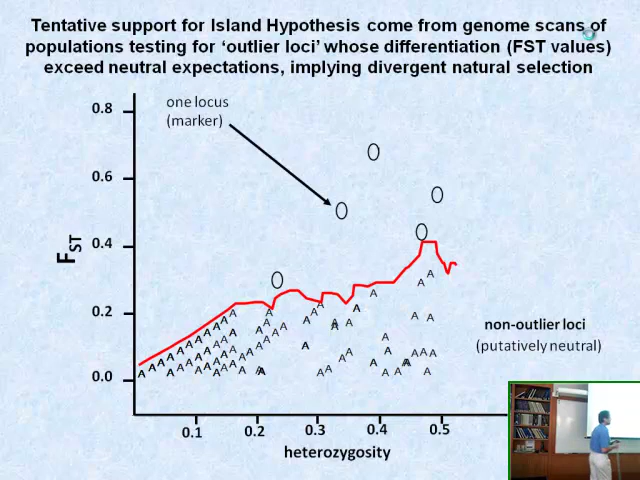 Tentative support for Island Hypothesis come from genome scans of
populations testing for ‘outlier loci’ whose differentiation (FST values)
exceed neutral expectations, implying divergent natural selection
one locus
(marker)
0.8
0.6
0.4
0.2
0.0
FST
non-outlier loci
(putatively neutral)
0.1 0.2 0.3 0.4 0.5
heterozygosity